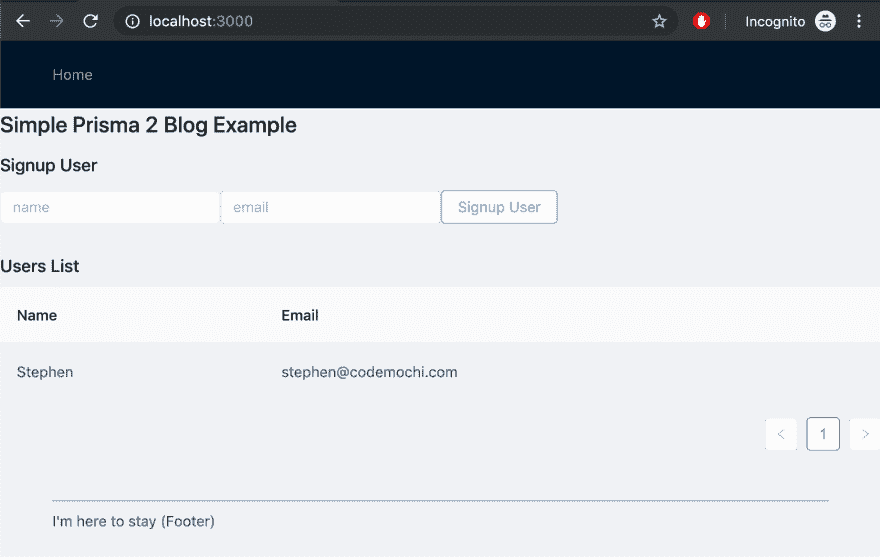 localhost:3000
Incognito
Home
Simple Prisma 2 Blog Example
Signup User
name email Signup User
Users List
Name Email
Stephen stephen@codemochi.com
< 1 >
I'm here to stay (Footer)